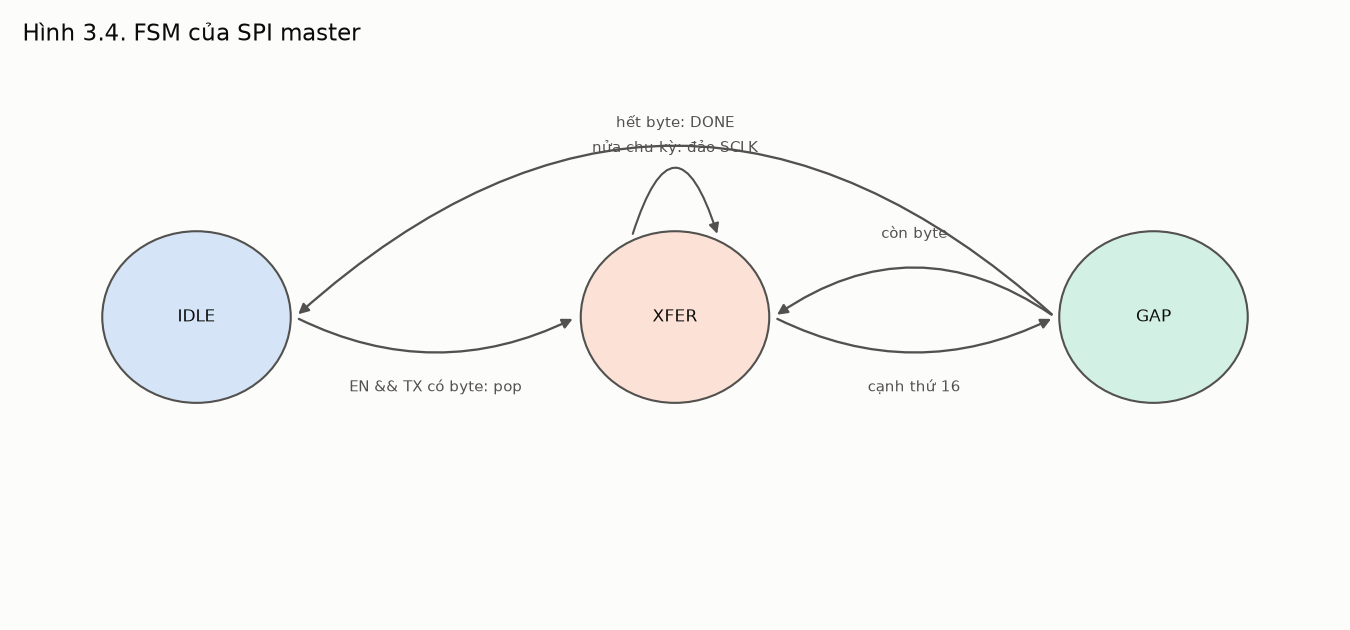 Hình 3.4. FSM của SPI master
hết byte: DONE
nửa chu kỳ: đảo SCLK
còn byte
IDLE
XFER
GAP
EN && TX có byte: pop
cạnh thứ 16